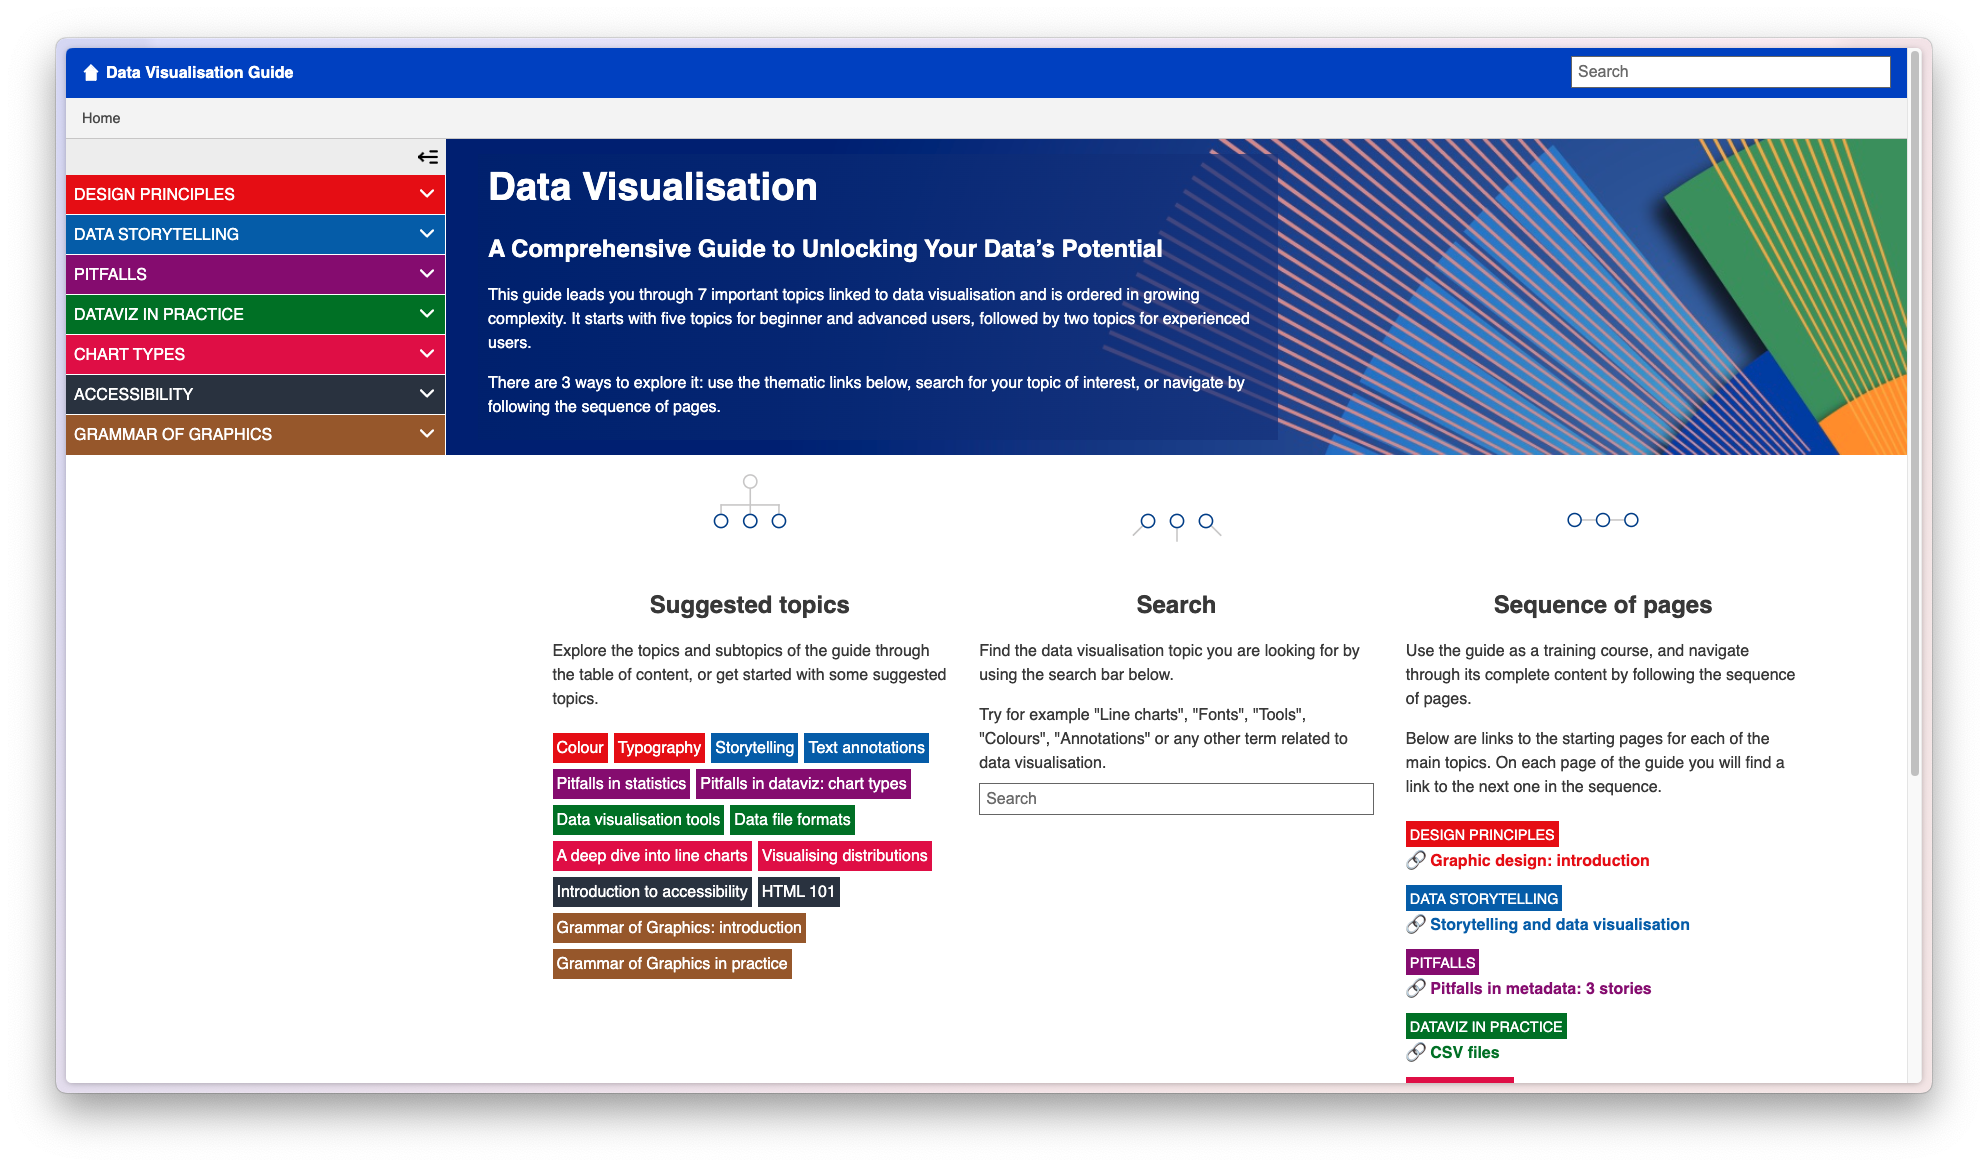 Data Visualisation Guide
Search
Home
DESIGN PRINCIPLES
DATA STORYTELLING
PITFALLS
DATAVIZ IN PRACTICE
CHART TYPES
ACCESSIBILITY
GRAMMAR OF GRAPHICS
Data Visualisation
A Comprehensive Guide to Unlocking Your Data’s Potential
This guide leads you through 7 important topics linked to data visualisation and is ordered in growing
complexity. It starts with five topics for beginner and advanced users, followed by two topics for experienced
users.
There are 3 ways to explore it: use the thematic links below, search for your topic of interest, or navigate by
following the sequence of pages.
Suggested topics
Explore the topics and subtopics of the guide through
the table of content, or get started with some suggested
topics.
Colour Typography Storytelling Text annotations
Pitfalls in statistics Pitfalls in dataviz: chart types
Data visualisation tools Data file formats
A deep dive into line charts Visualising distributions
Introduction to accessibility HTML 101
Grammar of Graphics: introduction
Grammar of Graphics in practice
Search
Find the data visualisation topic you are looking for by
using the search bar below.
Try for example "Line charts", "Fonts", "Tools",
"Colours", "Annotations" or any other term related to
data visualisation.
Search
Sequence of pages
Use the guide as a training course, and navigate
through its complete content by following the sequence
of pages.
Below are links to the starting pages for each of the
main topics. On each page of the guide you will find a
link to the next one in the sequence.
DESIGN PRINCIPLES
Graphic design: introduction
DATA STORYTELLING
Storytelling and data visualisation
PITFALLS
Pitfalls in metadata: 3 stories
DATAVIZ IN PRACTICE
CSV files